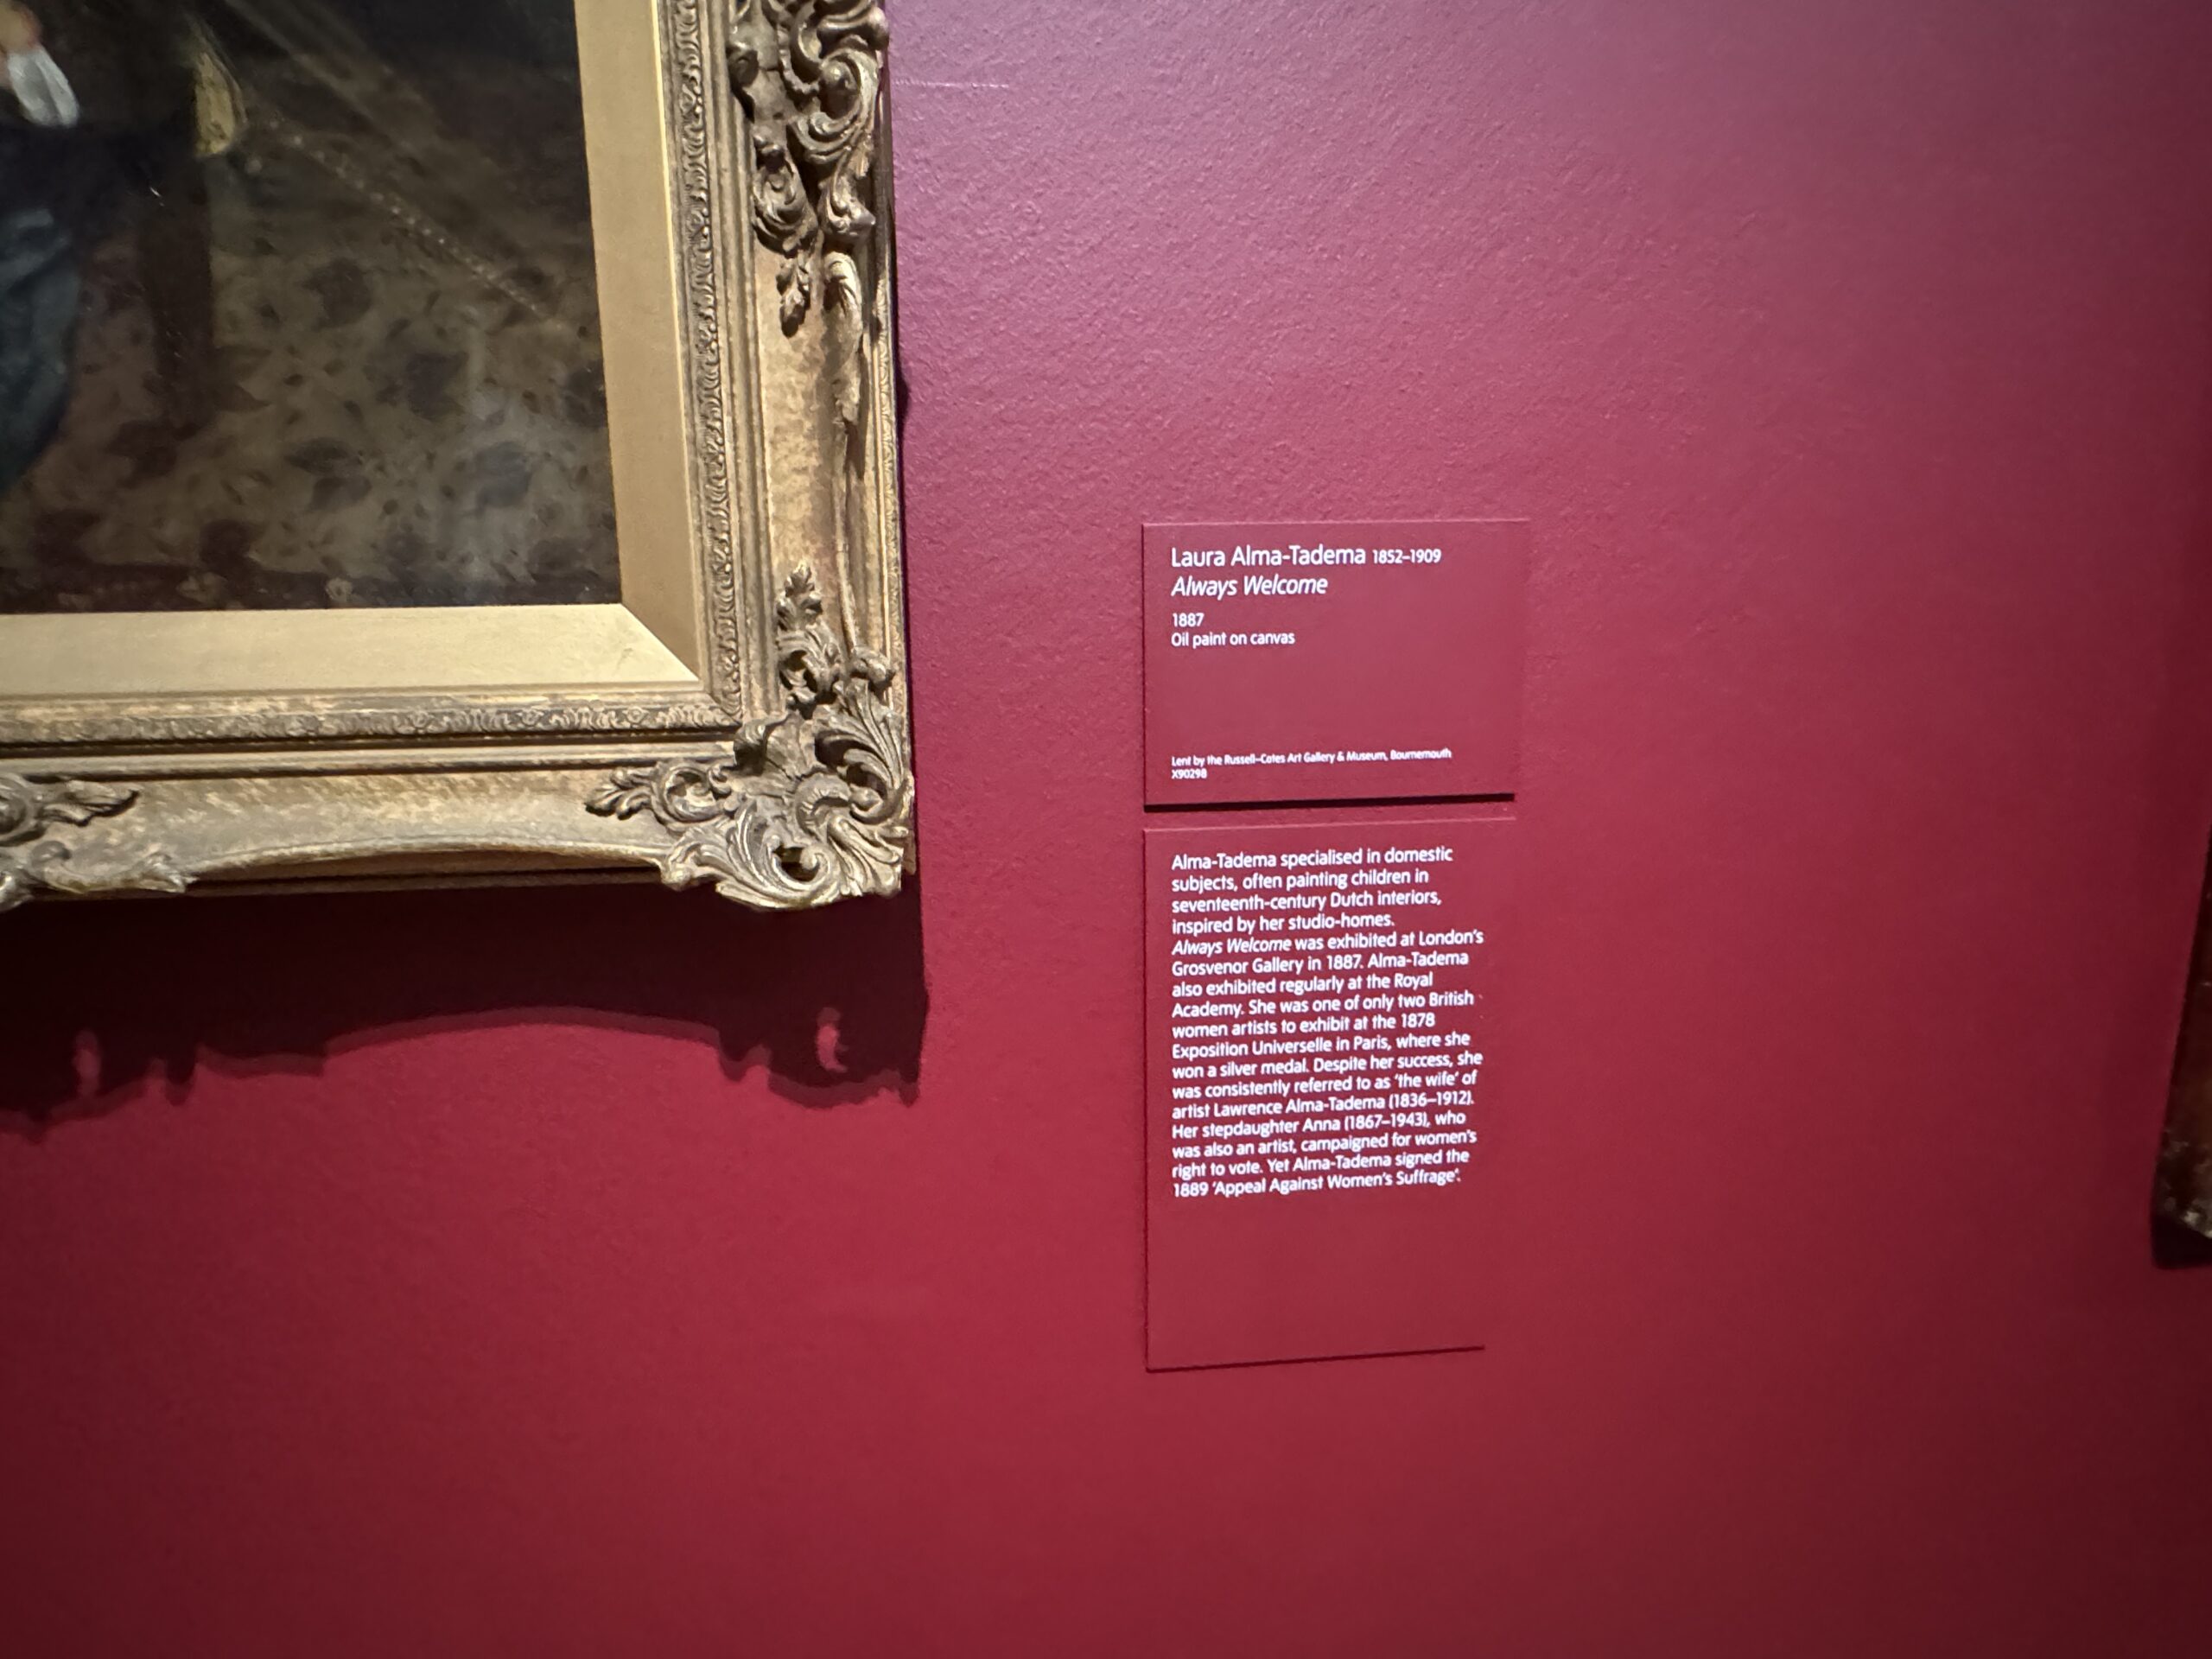 Laura Alma-Tadema 1852–1909
Always Welcome
1887
Oil paint on canvas
Lent by the Russell–Cotes Art Gallery & Museum, Bournemouth
X90298
Alma-Tadema specialised in domestic
subjects, often painting children in
seventeenth-century Dutch interiors,
inspired by her studio-homes.
Always Welcome was exhibited at London's
Grosvenor Gallery in 1887. Alma-Tadema
also exhibited regularly at the Royal
Academy. She was one of only two British
women artists to exhibit at the 1878
Exposition Universelle in Paris, where she
won a silver medal. Despite her success, she
was consistently referred to as 'the wife' of
artist Lawrence Alma-Tadema (1836–1912).
Her stepdaughter Anna (1867–1943), who
was also an artist, campaigned for women's
right to vote. Yet Alma-Tadema signed the
1889 'Appeal Against Women's Suffrage'.